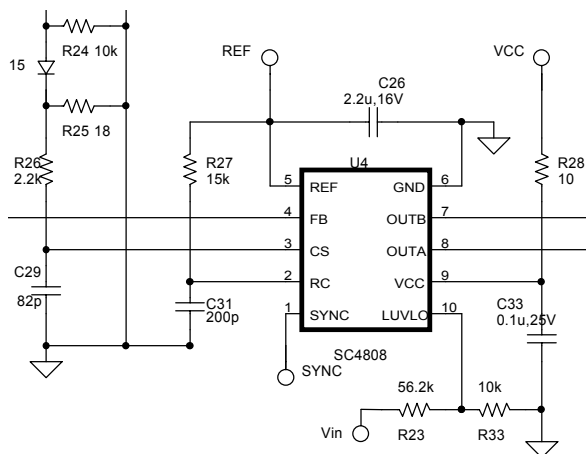 REF
VCC
R24 10k
15
C26
2.2u,16V
R25 18
U4
R26
2.2k
R27
15k
R28
10
5 REF GND 6
4 FB OUTB 7
3 CS OUTA 8
2 RC VCC 9
1 SYNC LUVLO 10
C29
82p
C31
200p
C33
0.1u,25V
SC4808
SYNC
56.2k
10k
Vin
R23
R33